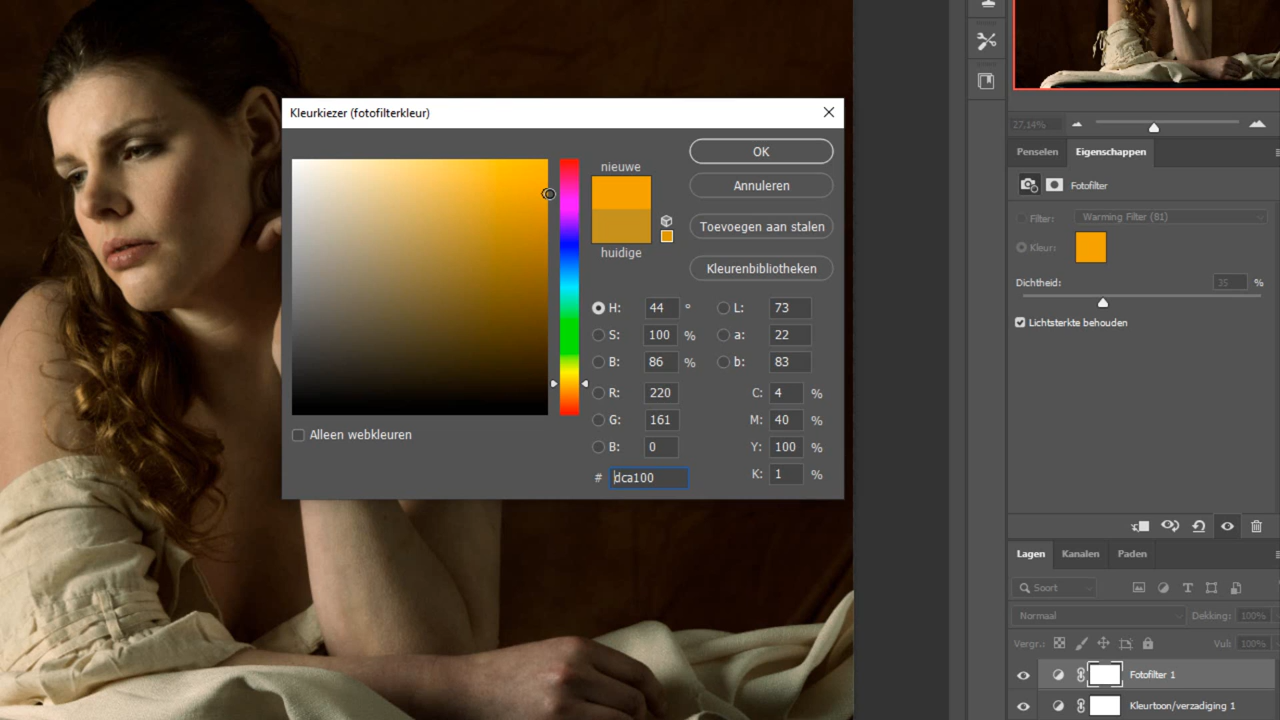 Kleurkiezer (fotofilterkleur)
nieuwe
huidige
OK
Annuleren
Toevoegen aan stalen
Kleurenbibliotheken
H: 44 °
S: 100 %
B: 86 %
R: 220
G: 161
B: 0
# dca100
L: 73
a: 22
b: 83
C: 4 %
M: 40 %
Y: 100 %
K: 1 %
Alleen webkleuren
27,14%
Penselen Eigenschappen
Fotofilter
Filter: Warming Filter (81)
Kleur:
Dichtheid: 35 %
Lichtsterkte behouden
Lagen Kanalen Paden
Soort
Normaal Dekking: 100%
Vergr.: Vul: 100%
Fotofilter 1
Kleurtoon/verzadiging 1